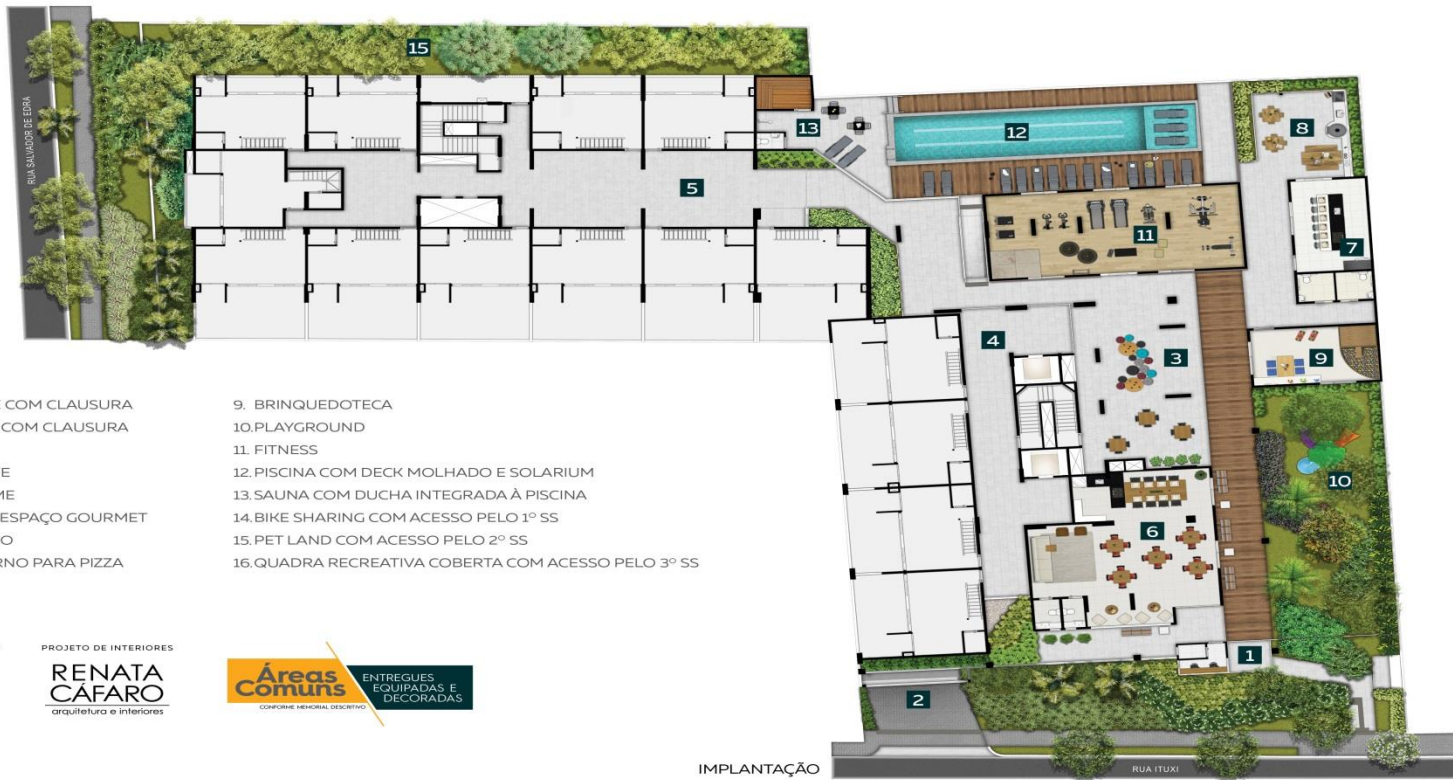 15
RUA SALVADOR DE EDRA
13
12
8
5
11
7
4
3
9
COM CLAUSURA
COM CLAUSURA
ESPAÇO GOURMET
PARA PIZZA
9. BRINQUEDOTECA
10.PLAYGROUND
11. FITNESS
12.PISCINA COM DECK MOLHADO E SOLARIUM
13.SAUNA COM DUCHA INTEGRADA À PISCINA
14.BIKE SHARING COM ACESSO PELO 1º SS
15.PET LAND COM ACESSO PELO 2º SS
16.QUADRA RECREATIVA COBERTA COM ACESSO PELO 3º SS
10
6
PROJETO DE INTERIORES
RENATA
CÁFARO
arquitetura e interiores
Áreas
Comuns
CONFORME MEMORIAL DESCRITIVO
ENTREGUES
EQUIPADAS E
DECORADAS
1
2
IMPLANTAÇÃO
RUA ITUXI